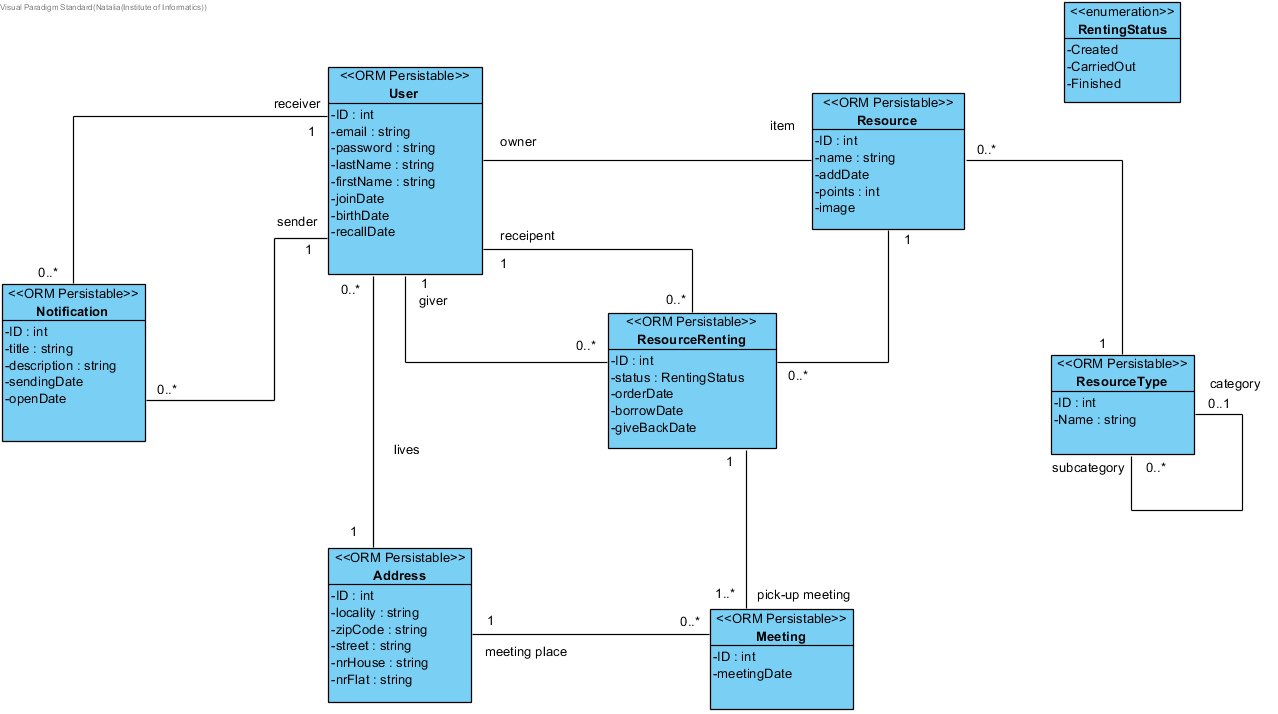 Visual Paradigm Standard(Natalia(Institute of Informatics))
<<enumeration>>
RentingStatus
-Created
-CarriedOut
-Finished
<<ORM Persistable>>
User
-ID : int
-email : string
-password : string
-lastName : string
-firstName : string
-joinDate
-birthDate
-recallDate
<<ORM Persistable>>
Resource
-ID : int
-name : string
-addDate
-points : int
-image
receiver
1
owner
item
0..*
sender
1
receipent
1
1
0..*
0..*
1
giver
0..*
0..*
<<ORM Persistable>>
Notification
-ID : int
-title : string
-description : string
-sendingDate
-openDate
0..*
<<ORM Persistable>>
ResourceRenting
-ID : int
-status : RentingStatus
-orderDate
-borrowDate
-giveBackDate
0..*
1
<<ORM Persistable>>
ResourceType
-ID : int
-Name : string
category
0..1
subcategory
0..*
lives
1
1
1..*
pick-up meeting
<<ORM Persistable>>
Address
-ID : int
-locality : string
-zipCode : string
-street : string
-nrHouse : string
-nrFlat : string
1
meeting place
0..*
<<ORM Persistable>>
Meeting
-ID : int
-meetingDate